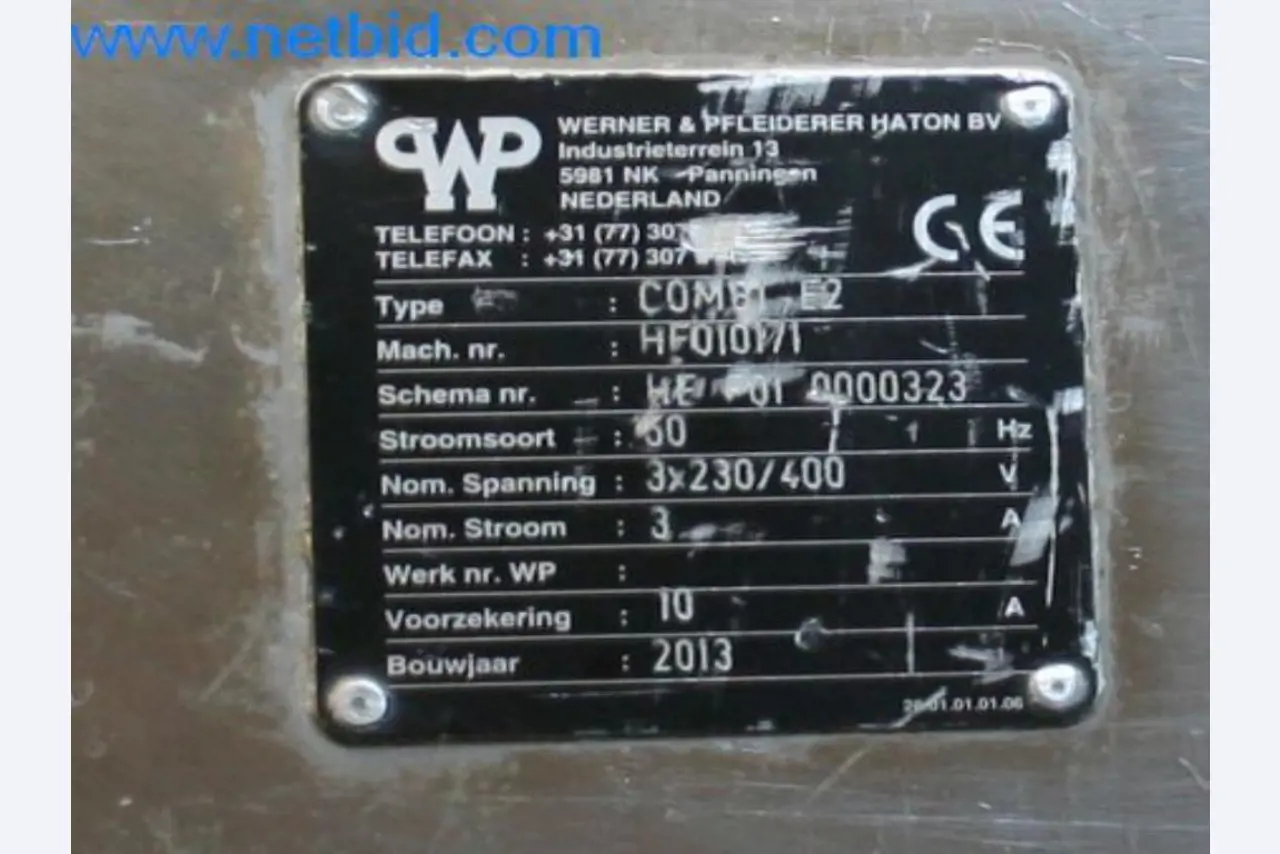 www.netbid.com
WP
WERNER & PFLEIDERER HATON BV
Industrieterrein 13
5981 NK Panningen
NEDERLAND
CE
TELEFOON : +31 (77) 307
TELEFAX : +31 (77) 307
Type : COMBI E2
Mach. nr. :
Schema nr. : 0000323
Stroomsoort : 50 Hz
Nom. Spanning : 3x230/400 V
Nom. Stroom : 3 A
Werk nr. WP :
Voorzekering : 10 A
Bouwjaar : 2013